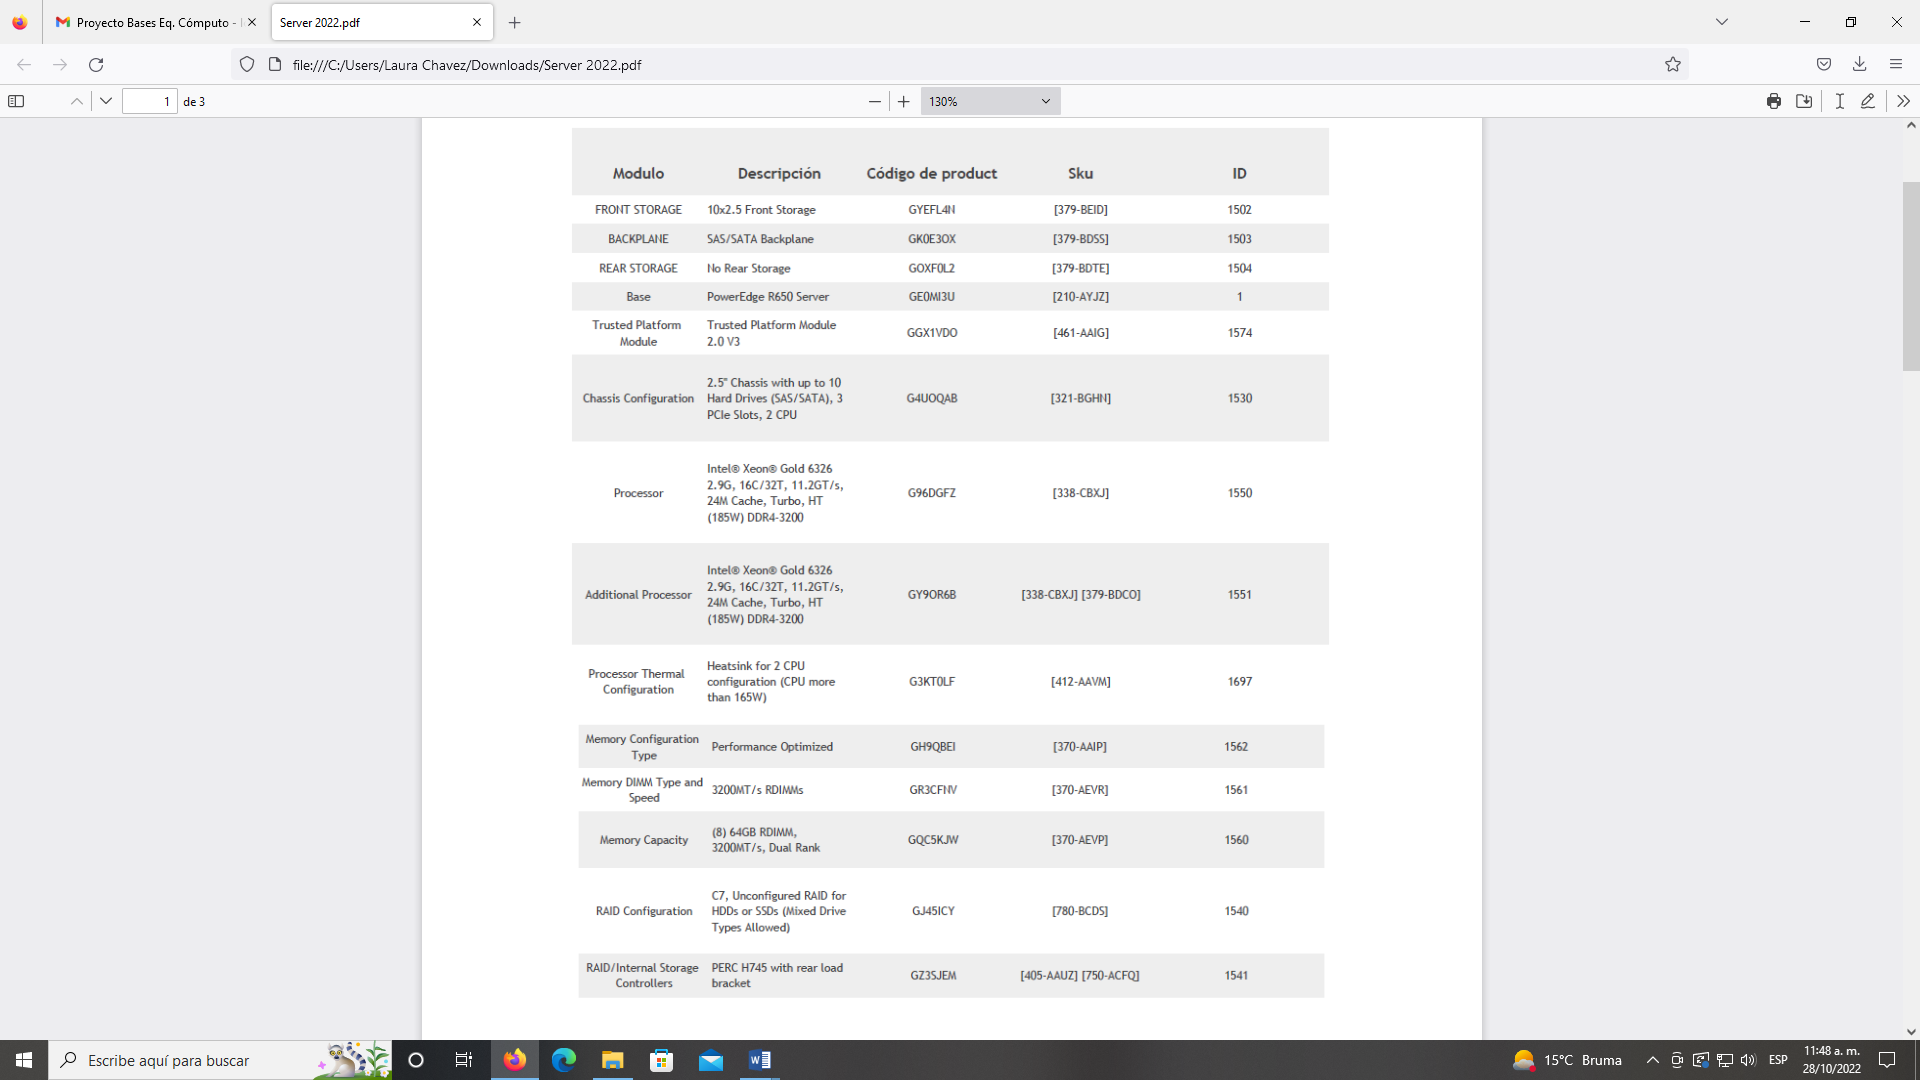 Proyecto Bases Eq. Cómputo -
Server 2022.pdf
file:///C:/Users/Laura Chavez/Downloads/Server 2022.pdf
1 de 3
130%
Modulo Descripción Código de product Sku ID
FRONT STORAGE 10x2.5 Front Storage GYEFL4N [379-BEID] 1502
BACKPLANE SAS/SATA Backplane GK0E3OX [379-BDSS] 1503
REAR STORAGE No Rear Storage GOXF0L2 [379-BDTE] 1504
Base PowerEdge R650 Server GE0MI3U [210-AYJZ] 1
Trusted Platform Module Trusted Platform Module 2.0 V3 GGX1VDO [461-AAIG] 1574
Chassis Configuration 2.5" Chassis with up to 10 Hard Drives (SAS/SATA), 3 PCIe Slots, 2 CPU G4UOQAB [321-BGHN] 1530
Processor Intel® Xeon® Gold 6326 2.9G, 16C/32T, 11.2GT/s, 24M Cache, Turbo, HT (185W) DDR4-3200 G96DGFZ [338-CBXJ] 1550
Additional Processor Intel® Xeon® Gold 6326 2.9G, 16C/32T, 11.2GT/s, 24M Cache, Turbo, HT (185W) DDR4-3200 GY9OR6B [338-CBXJ] [379-BDCO] 1551
Processor Thermal Configuration Heatsink for 2 CPU configuration (CPU more than 165W) G3KT0LF [412-AAVM] 1697
Memory Configuration Type Performance Optimized GH9QBEI [370-AAIP] 1562
Memory DIMM Type and Speed 3200MT/s RDIMMs GR3CFNV [370-AEVR] 1561
Memory Capacity (8) 64GB RDIMM, 3200MT/s, Dual Rank GQC5KJW [370-AEVP] 1560
RAID Configuration C7, Unconfigured RAID for HDDs or SSDs (Mixed Drive Types Allowed) GJ45ICY [780-BCDS] 1540
RAID/Internal Storage Controllers PERC H745 with rear load bracket GZ3SJEM [405-AAUZ] [750-ACFQ] 1541
Escribe aquí para buscar
15°C Bruma
ESP
11:48 a. m.
28/10/2022